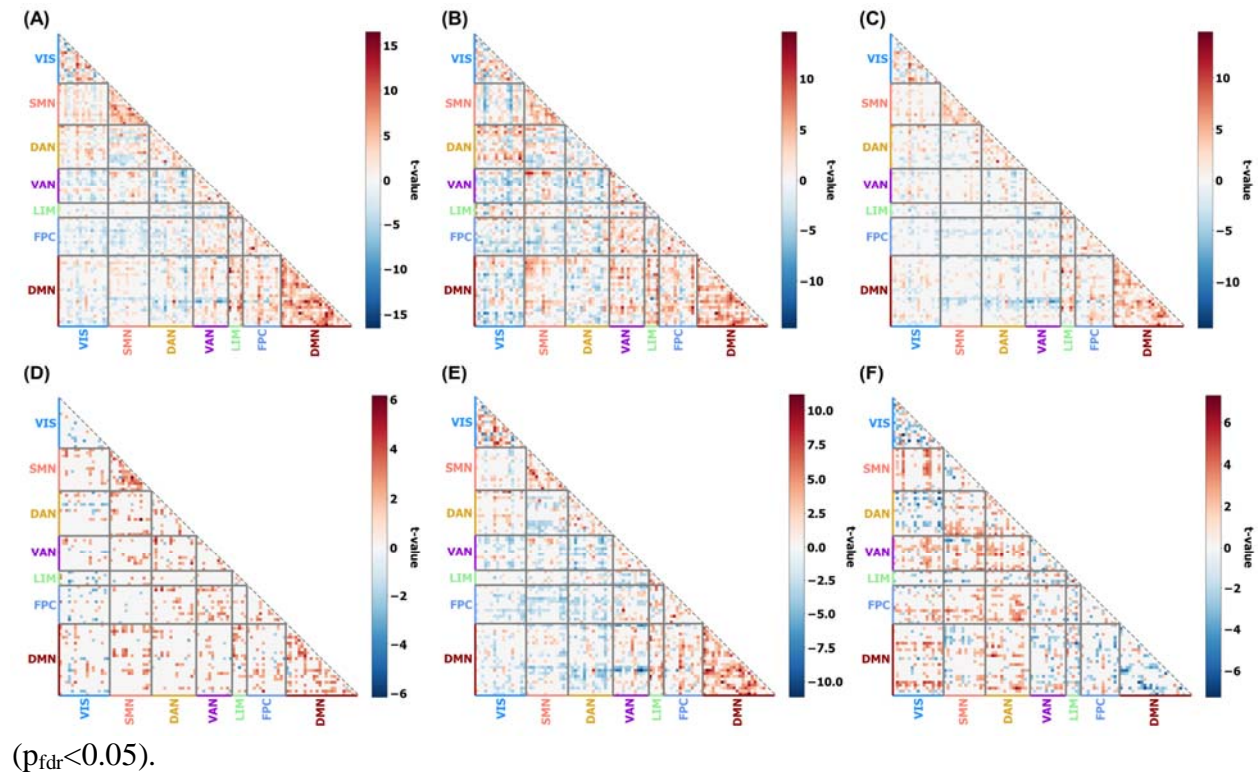 (A)
15
10
5
0
−5
−10
−15
t-value
VIS
SMN
DAN
VAN
LIM
FPC
DMN
VIS
SMN
DAN
VAN
LIM
FPC
DMN
(B)
10
5
0
−5
−10
t-value
VIS
SMN
DAN
VAN
LIM
FPC
DMN
VIS
SMN
DAN
VAN
LIM
FPC
DMN
(C)
10
5
0
−5
−10
t-value
VIS
SMN
DAN
VAN
LIM
FPC
DMN
VIS
SMN
DAN
VAN
LIM
FPC
DMN
(D)
6
4
2
0
−2
−4
−6
t-value
VIS
SMN
DAN
VAN
LIM
FPC
DMN
VIS
SMN
DAN
VAN
LIM
FPC
DMN
(E)
10.0
7.5
5.0
2.5
0.0
−2.5
−5.0
−7.5
−10.0
t-value
VIS
SMN
DAN
VAN
LIM
FPC
DMN
VIS
SMN
DAN
VAN
LIM
FPC
DMN
(F)
6
4
2
0
−2
−4
−6
t-value
VIS
SMN
DAN
VAN
LIM
FPC
DMN
VIS
SMN
DAN
VAN
LIM
FPC
DMN
(pfdr<0.05).